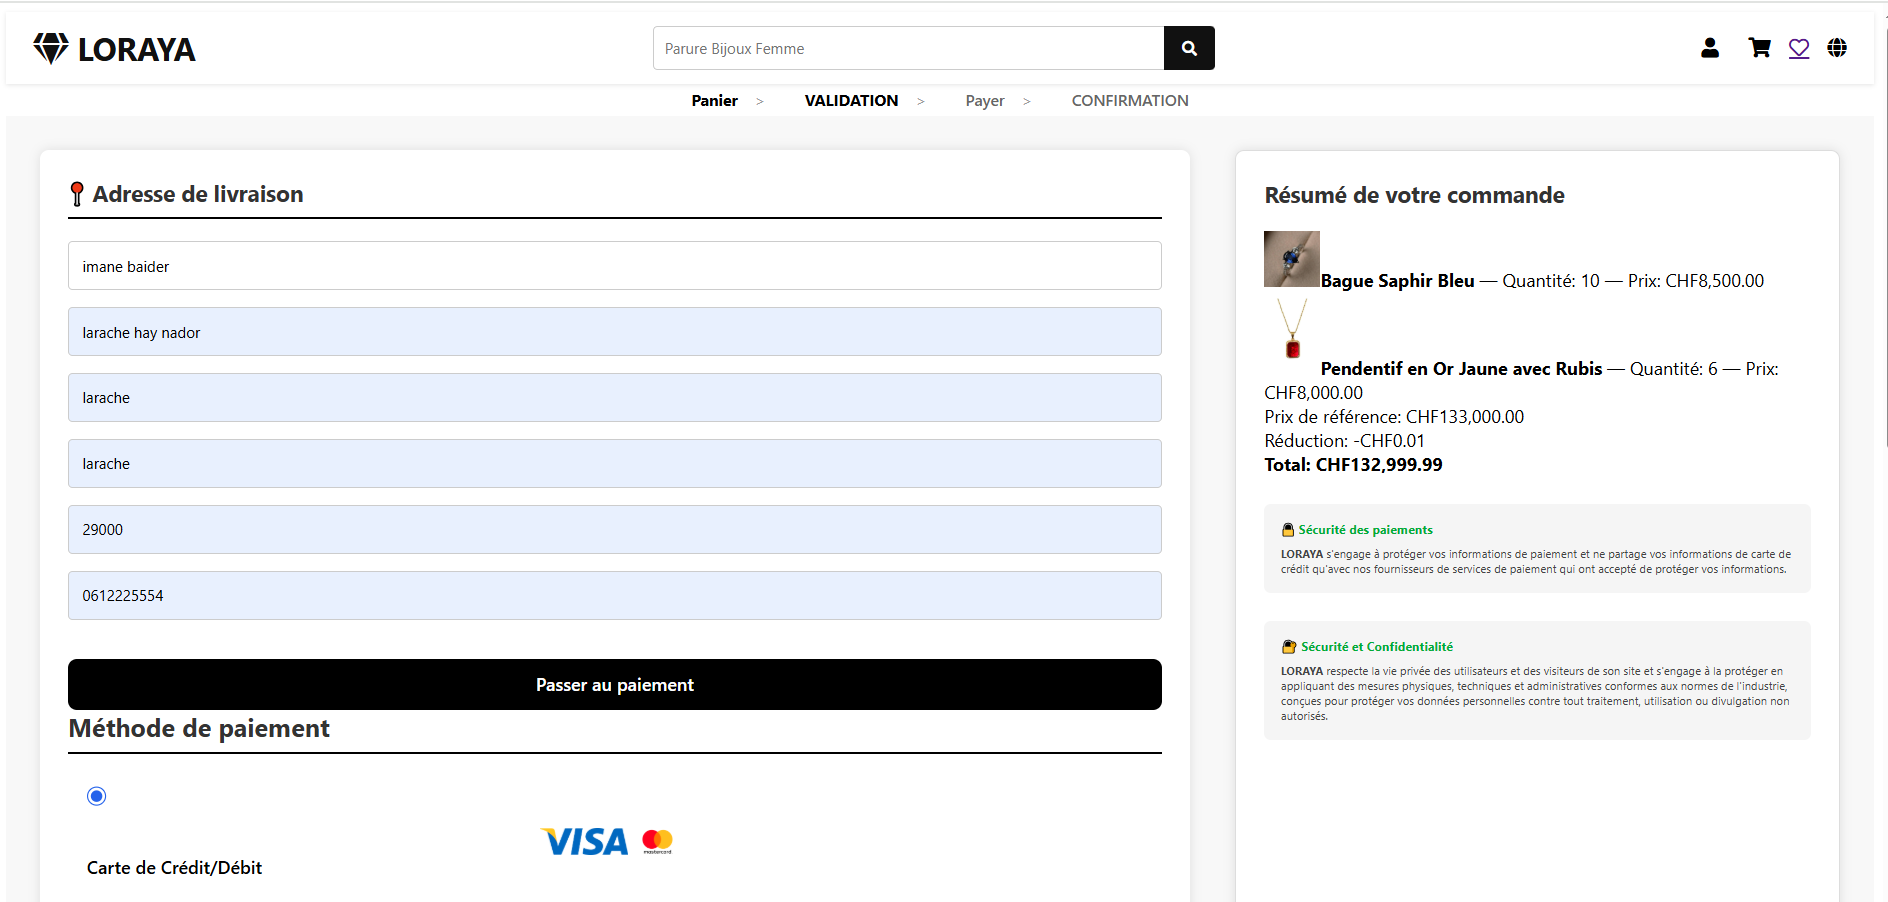 LORAYA
Parure Bijoux Femme
Panier > VALIDATION > Payer > CONFIRMATION
Adresse de livraison
imane baider
larache hay nador
larache
larache
29000
0612225554
Passer au paiement
Méthode de paiement
VISA mastercard
Carte de Crédit/Débit
Résumé de votre commande
Bague Saphir Bleu — Quantité: 10 — Prix: CHF8,500.00
Pendentif en Or Jaune avec Rubis — Quantité: 6 — Prix:
CHF8,000.00
Prix de référence: CHF133,000.00
Réduction: -CHF0.01
Total: CHF132,999.99
Sécurité des paiements
LORAYA s'engage à protéger vos informations de paiement et ne partage vos informations de carte de
crédit qu'avec nos fournisseurs de services de paiement qui ont accepté de protéger vos informations.
Sécurité et Confidentialité
LORAYA respecte la vie privée des utilisateurs et des visiteurs de son site et s'engage à la protéger en
appliquant des mesures physiques, techniques et administratives conformes aux normes de l'industrie,
conçues pour protéger vos données personnelles contre tout traitement, utilisation ou divulgation non
autorisés.